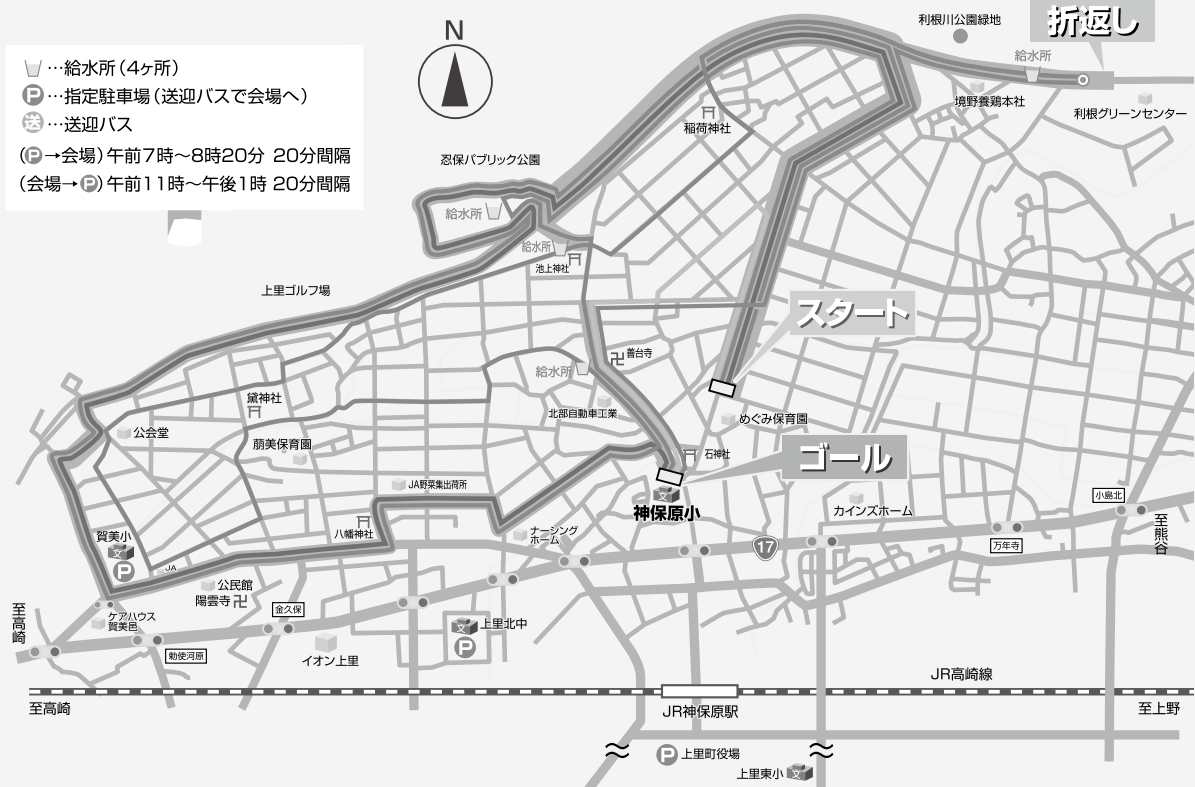 N
利根川公園緑地
折返し
給水所
境野養鶏本社
利根グリーンセンター
…給水所(4ヶ所)
P…指定駐車場(送迎バスで会場へ)
送…送迎バス
(P→会場)午前7時～8時20分 20分間隔
(会場→P)午前11時～午後1時 20分間隔
稲荷神社
忍保パブリック公園
給水所
給水所
池上神社
上里ゴルフ場
スタート
善台寺
給水所
北部自動車工業
めぐみ保育園
黛神社
公会堂
萠美保育園
石神社
ゴール
JA野菜集出荷所
文
神保原小
カインズホーム
小島北
至熊谷
八幡神社
ナーシング
ホーム
17
万年寺
賀美小
文
P
JA
公民館
陽雲寺
ケアハウス
賀美邑
至高崎
金久保
勅使河原
イオン上里
文
上里北中
P
JR高崎線
至高崎
JR神保原駅
至上野
P
上里町役場
上里東小
文